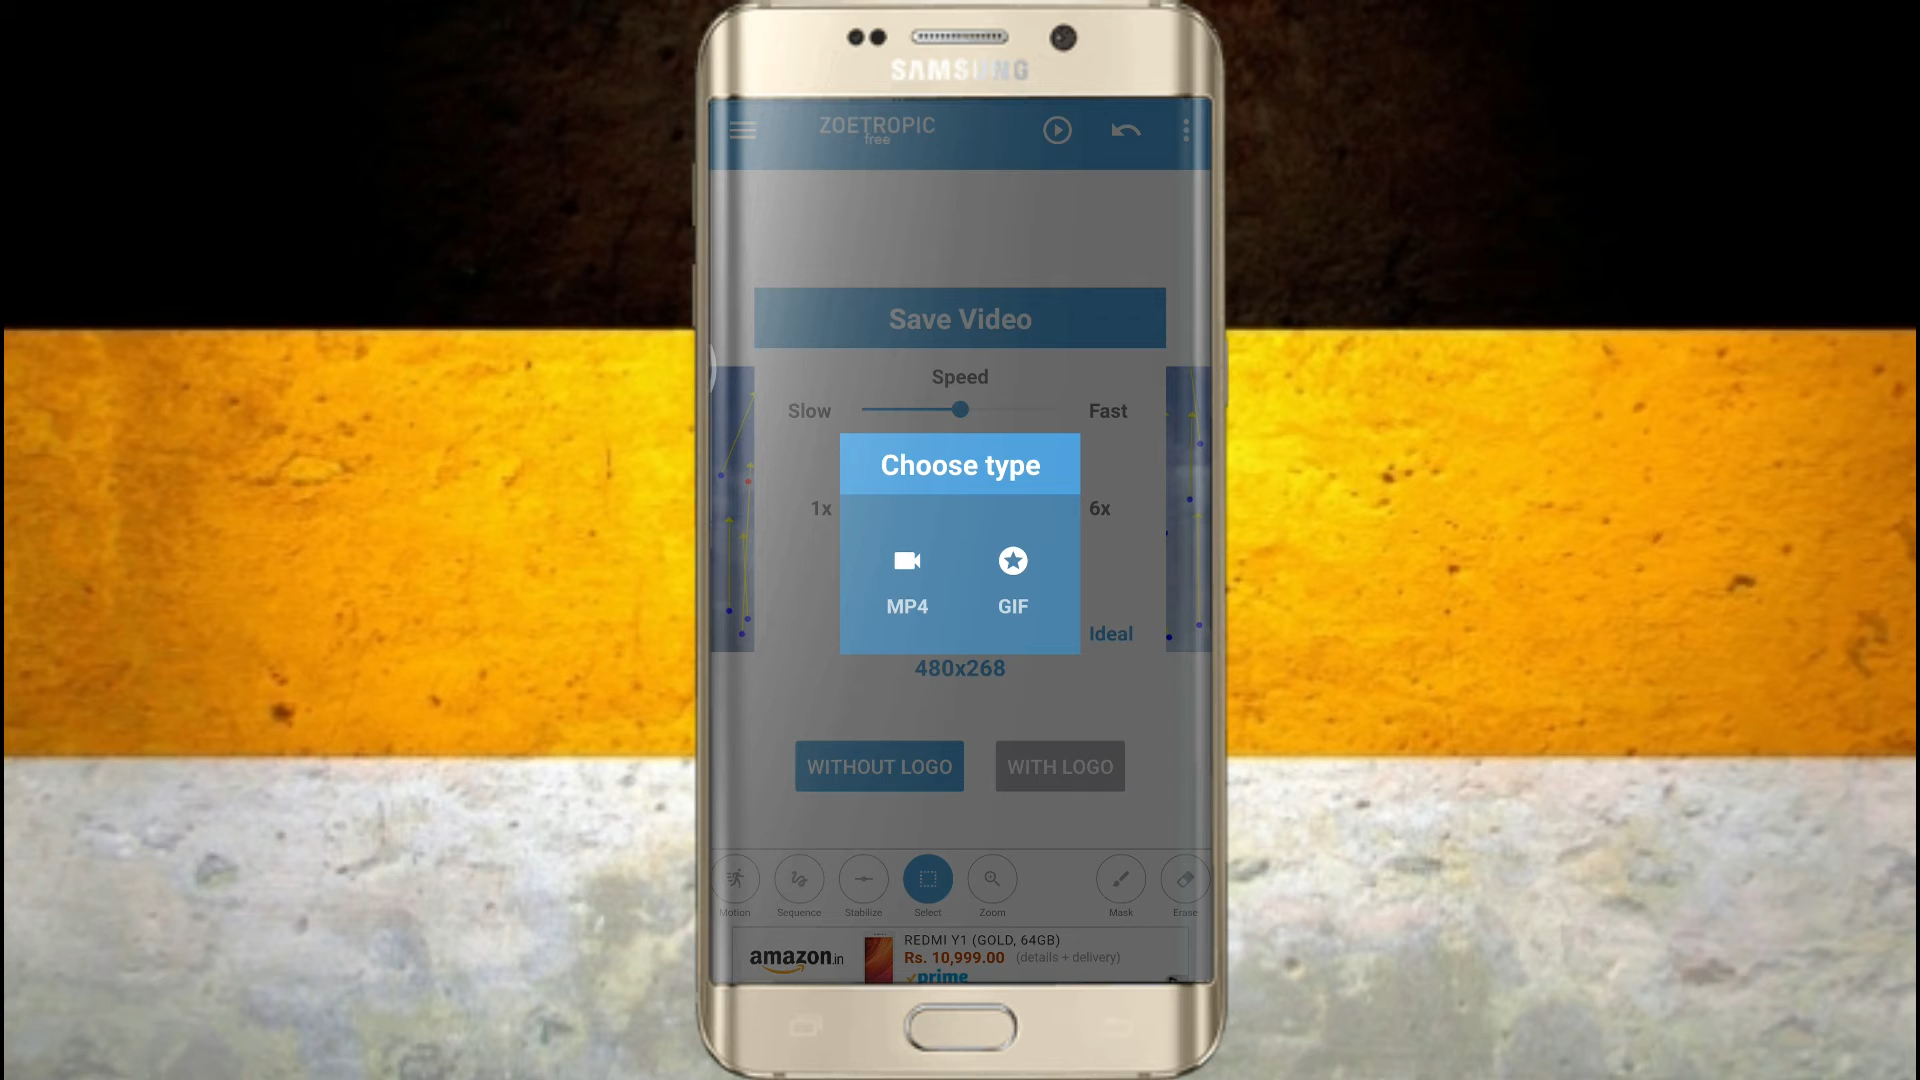 SAMSUNG
ZOETROPIC
free
Save Video
Speed
Slow
Fast
Choose type
1x
6x
MP4
GIF
Ideal
480x268
WITHOUT LOGO
WITH LOGO
Motion
Sequence
Stabilize
Select
Zoom
Mask
Erase
amazon.in
REDMI Y1 (GOLD, 64GB)
Rs. 10,999.00 (details + delivery)
prime